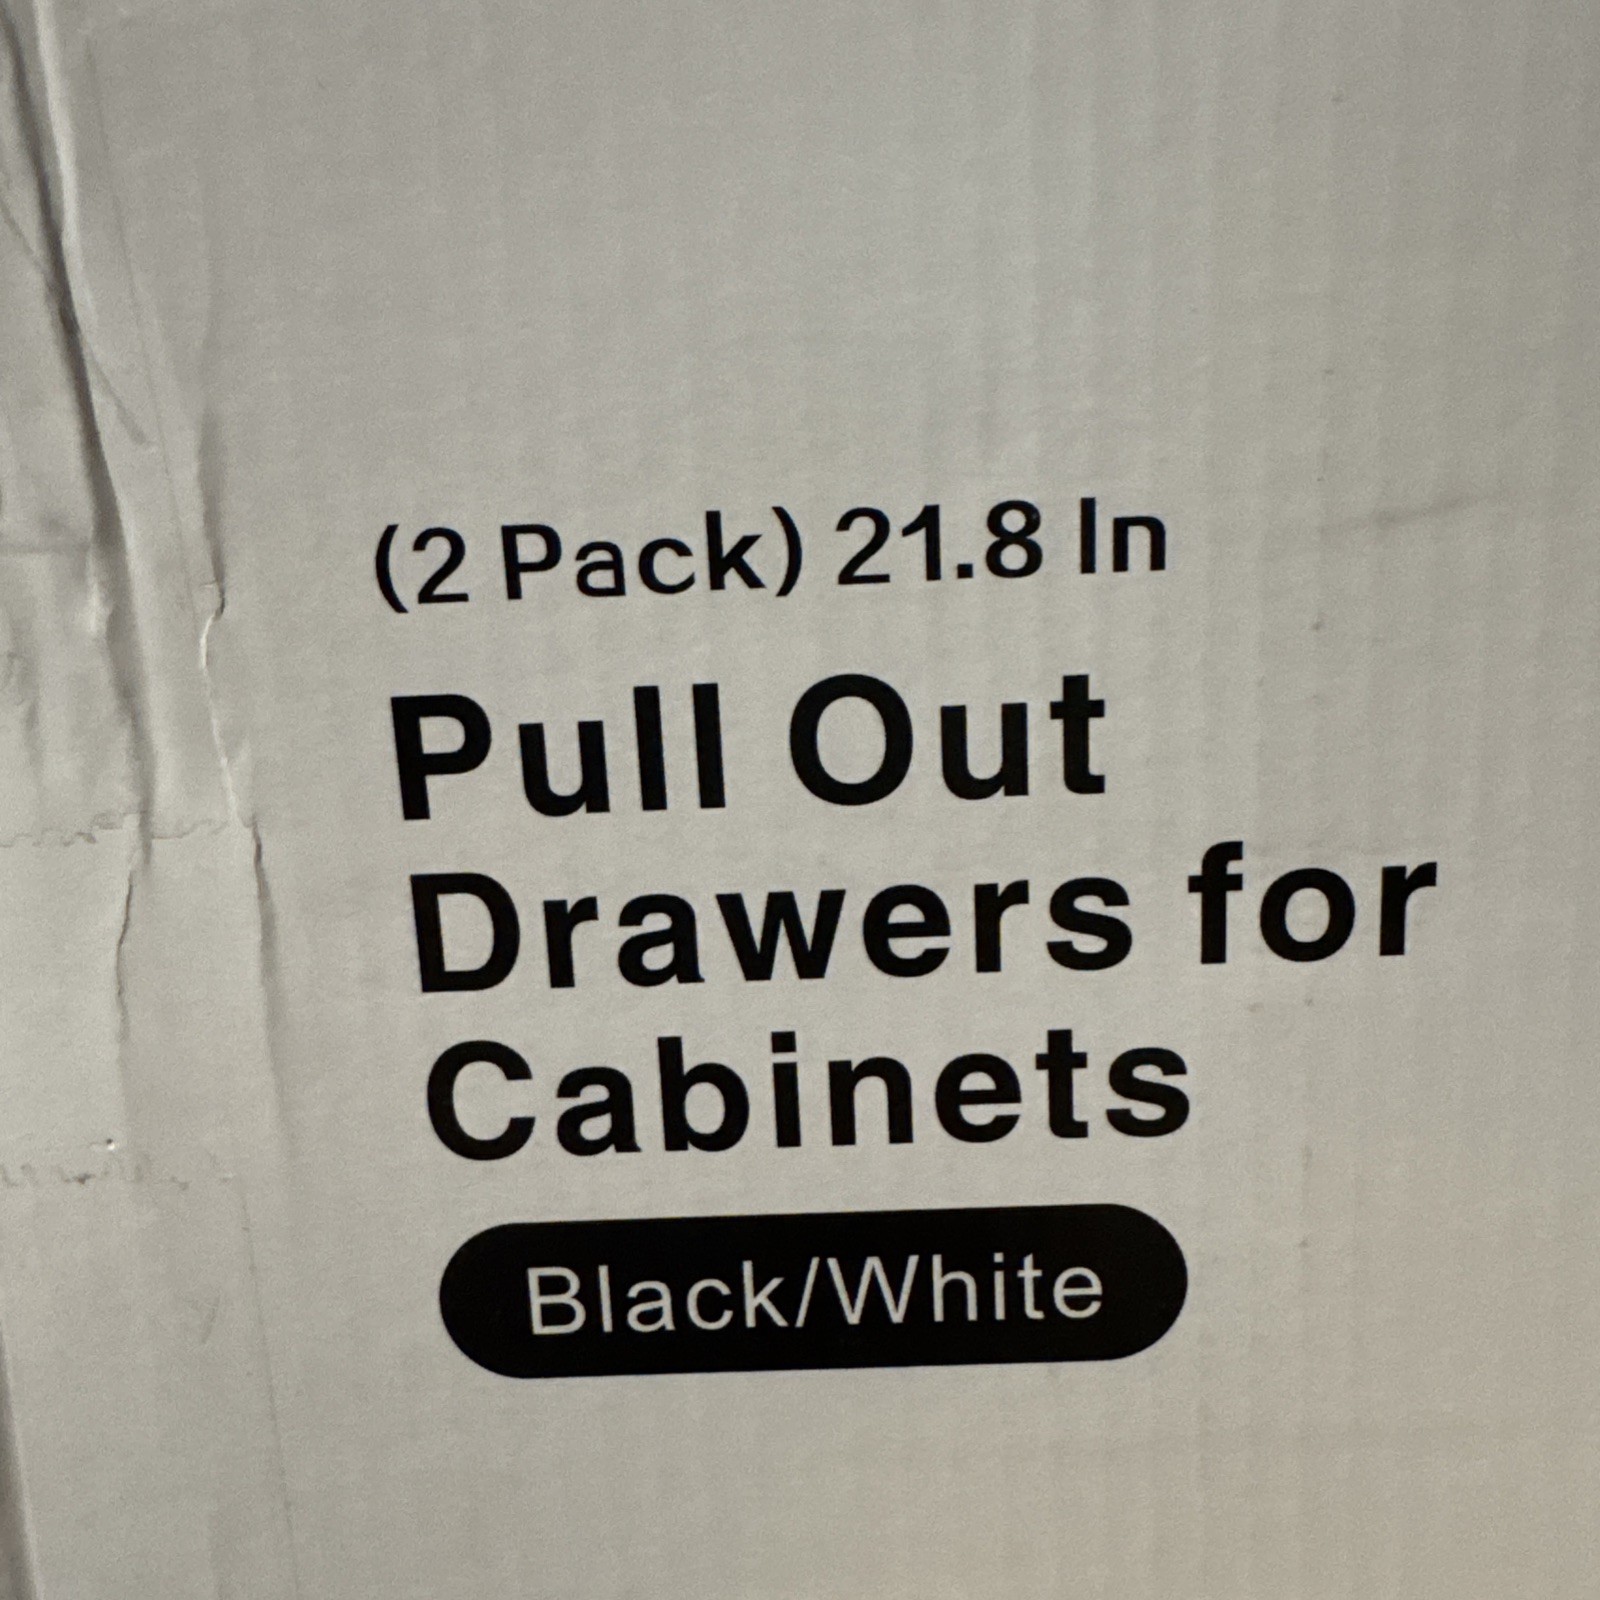 (2 Pack) 21.8 In
Pull Out
Drawers for
Cabinets
Black/White